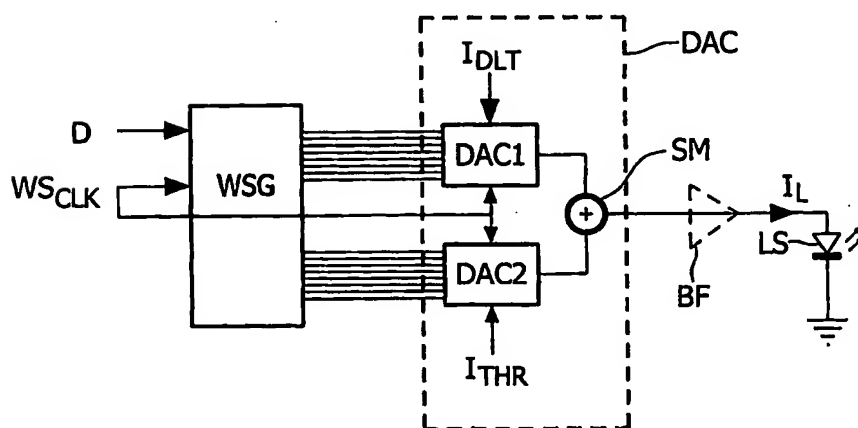 DAC
I_DLT
D
DAC1
SM
WS_CLK
WSG
+
I_L
LS
DAC2
BF
I_THR